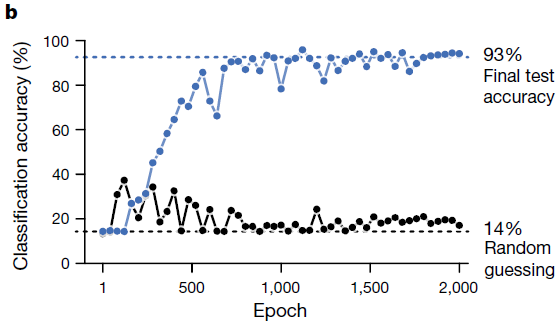 b
Classification accuracy (%)
100
80
60
40
20
0
1
500
1,000
1,500
2,000
Epoch
93%
Final test
accuracy
14%
Random
guessing